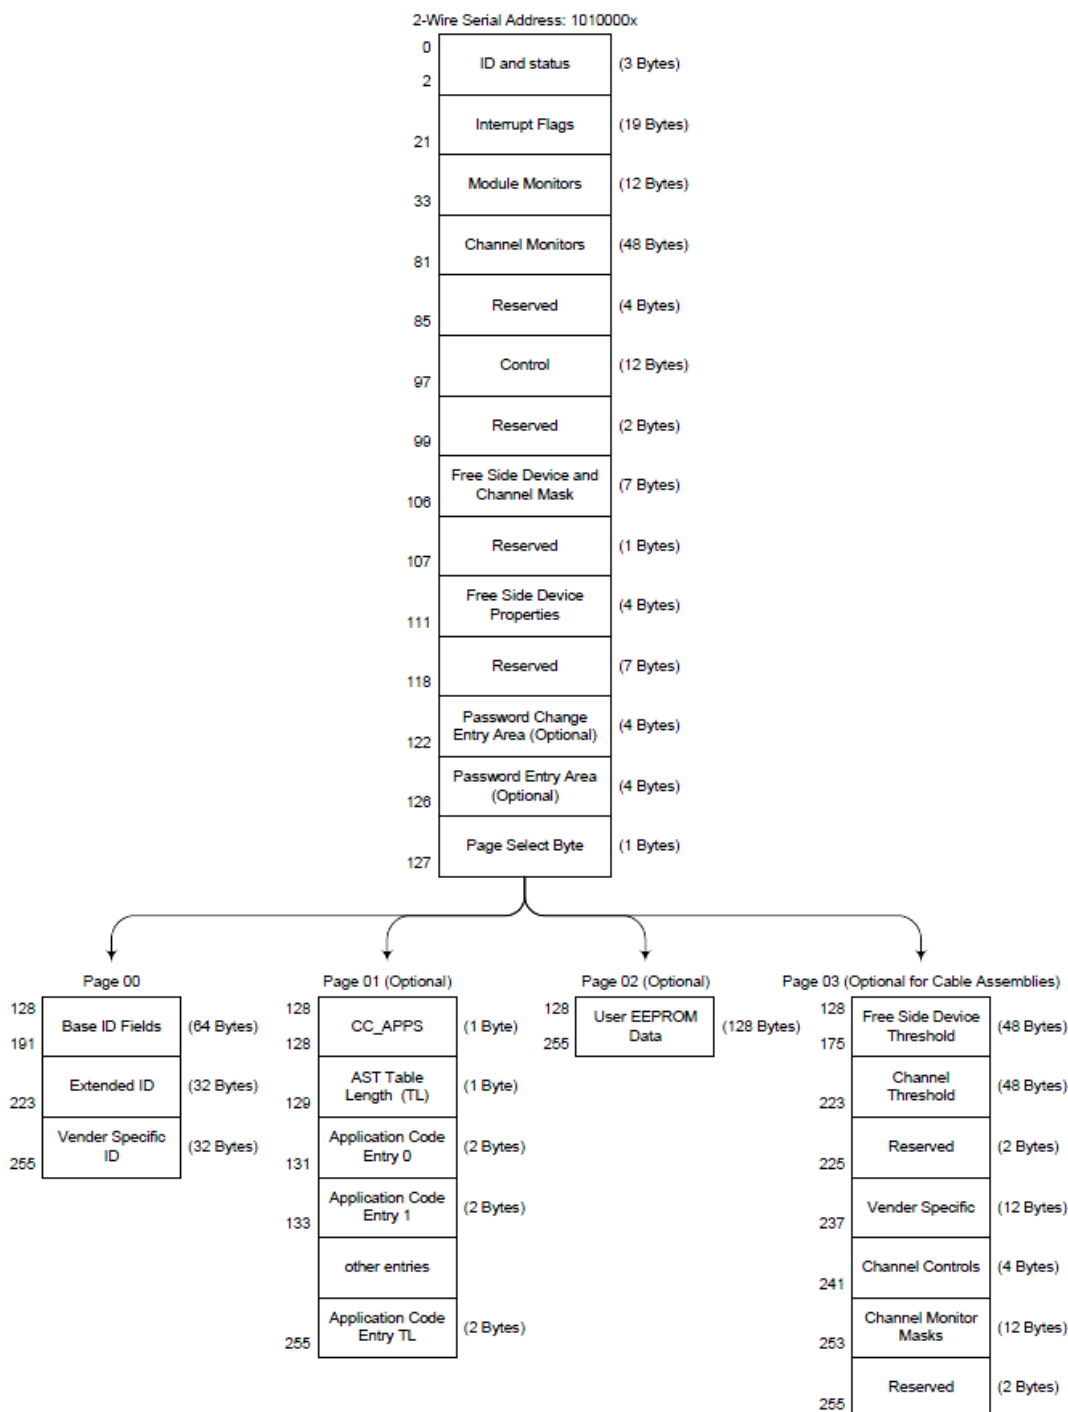 2-Wire Serial Address: 1010000x
0
ID and status
(3 Bytes)
2
Interrupt Flags
(19 Bytes)
21
Module Monitors
(12 Bytes)
33
Channel Monitors
(48 Bytes)
81
Reserved
(4 Bytes)
85
Control
(12 Bytes)
97
Reserved
(2 Bytes)
99
Free Side Device and
Channel Mask
(7 Bytes)
106
Reserved
(1 Bytes)
107
Free Side Device
Properties
(4 Bytes)
111
Reserved
(7 Bytes)
118
Password Change
Entry Area (Optional)
(4 Bytes)
122
Password Entry Area
(Optional)
(4 Bytes)
126
Page Select Byte
(1 Bytes)
127
Page 00
128
Base ID Fields
(64 Bytes)
191
Extended ID
(32 Bytes)
223
Vender Specific
ID
(32 Bytes)
255
Page 01 (Optional)
128
CC_APPS
(1 Byte)
128
AST Table
Length (TL)
(1 Byte)
129
Application Code
Entry 0
(2 Bytes)
131
Application Code
Entry 1
(2 Bytes)
133
other entries
Application Code
Entry TL
(2 Bytes)
255
Page 02 (Optional)
128
User EEPROM
Data
(128 Bytes)
255
Page 03 (Optional for Cable Assemblies)
128
Free Side Device
Threshold
(48 Bytes)
175
Channel
Threshold
(48 Bytes)
223
Reserved
(2 Bytes)
225
Vender Specific
(12 Bytes)
237
Channel Controls
(4 Bytes)
241
Channel Monitor
Masks
(12 Bytes)
253
Reserved
(2 Bytes)
255